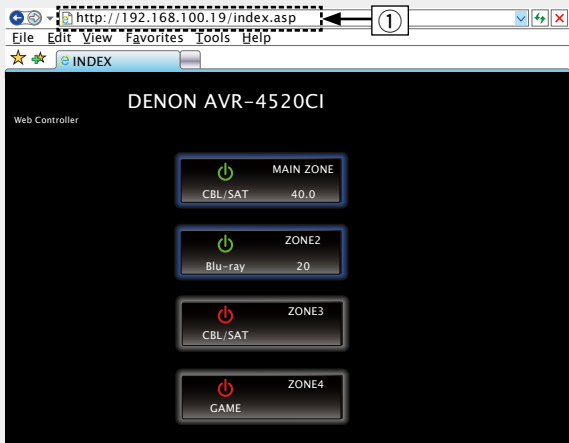 http://192.168.100.19/index.asp
①
File Edit View Favorites Tools Help
INDEX
DENON AVR-4520CI
Web Controller
MAIN ZONE
CBL/SAT 40.0
ZONE2
Blu-ray 20
ZONE3
CBL/SAT
ZONE4
GAME